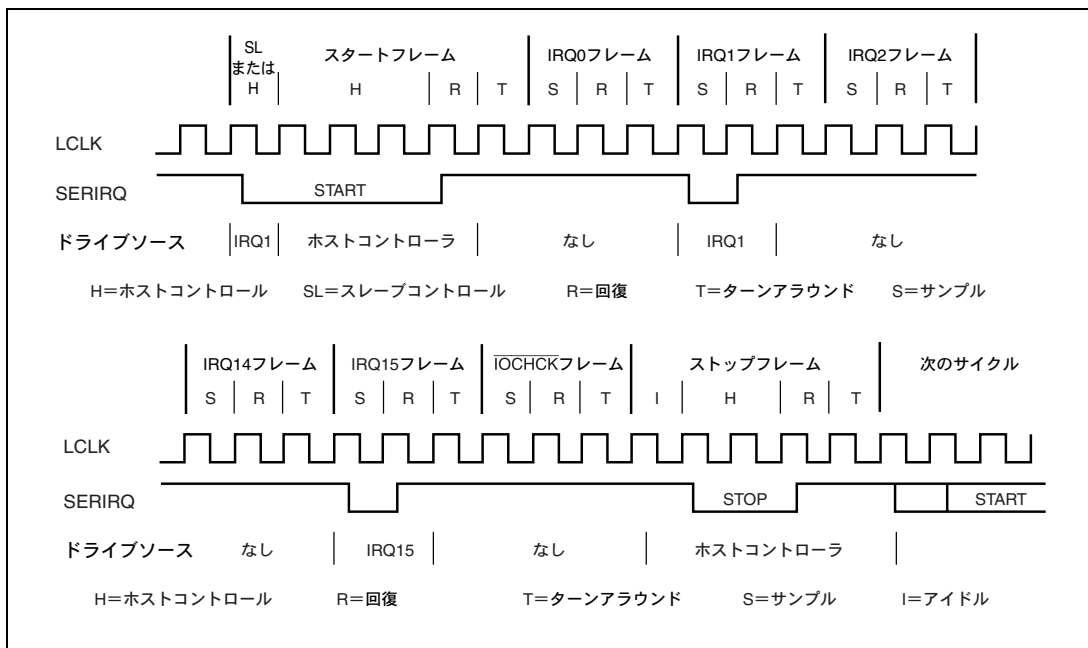 SL
または
H
スタートフレーム IRQ0フレーム IRQ1フレーム IRQ2フレーム
H R T S R T S R T S R T
LCLK
SERIRQ START
ドライブソース IRQ1 ホストコントローラ なし IRQ1 なし
H＝ホストコントロール SL＝スレーブコントロール R＝回復 T＝ターンアラウンド S＝サンプル
IRQ14フレーム IRQ15フレーム IOCHCKフレーム ストップフレーム 次のサイクル
S R T S R T S R T I H R T
LCLK
SERIRQ STOP START
ドライブソース なし IRQ15 なし ホストコントローラ
H＝ホストコントロール R＝回復 T＝ターンアラウンド S＝サンプル I＝アイドル